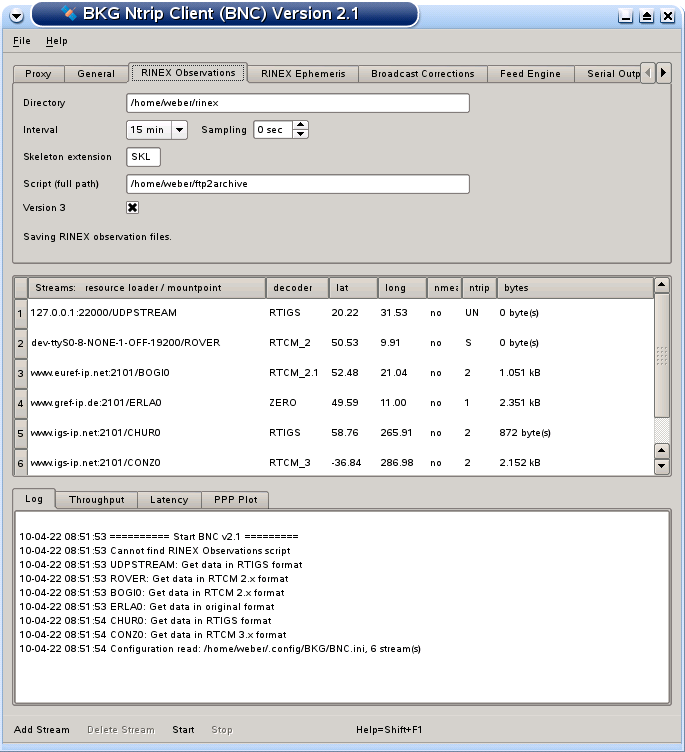 BKG Ntrip Client (BNC) Version 2.1
File Help
Proxy General RINEX Observations RINEX Ephemeris Broadcast Corrections Feed Engine Serial Outp
Directory /home/weber/rinex
Interval 15 min Sampling 0 sec
Skeleton extension SKL
Script (full path) /home/weber/ftp2archive
Version 3
Saving RINEX observation files.
Streams: resource loader / mountpoint decoder lat long nmea ntrip bytes
1 127.0.0.1:22000/UDPSTREAM RTIGS 20.22 31.53 no UN 0 byte(s)
2 dev-ttyS0-8-NONE-1-OFF-19200/ROVER RTCM_2 50.53 9.91 no S 0 byte(s)
3 www.euref-ip.net:2101/BOGI0 RTCM_2.1 52.48 21.04 no 2 1.051 kB
4 www.gref-ip.de:2101/ERLA0 ZERO 49.59 11.00 no 1 2.351 kB
5 www.igs-ip.net:2101/CHUR0 RTIGS 58.76 265.91 no 2 872 byte(s)
6 www.igs-ip.net:2101/CONZ0 RTCM_3 -36.84 286.98 no 2 2.152 kB
Log Throughput Latency PPP Plot
10-04-22 08:51:53 ========== Start BNC v2.1 =========
10-04-22 08:51:53 Cannot find RINEX Observations script
10-04-22 08:51:53 UDPSTREAM: Get data in RTIGS format
10-04-22 08:51:53 ROVER: Get data in RTCM 2.x format
10-04-22 08:51:53 BOGI0: Get data in RTCM 2.x format
10-04-22 08:51:53 ERLA0: Get data in original format
10-04-22 08:51:54 CHUR0: Get data in RTIGS format
10-04-22 08:51:54 CONZ0: Get data in RTCM 3.x format
10-04-22 08:51:54 Configuration read: /home/weber/.config/BKG/BNC.ini, 6 stream(s)
Add Stream Delete Stream Start Stop Help=Shift+F1